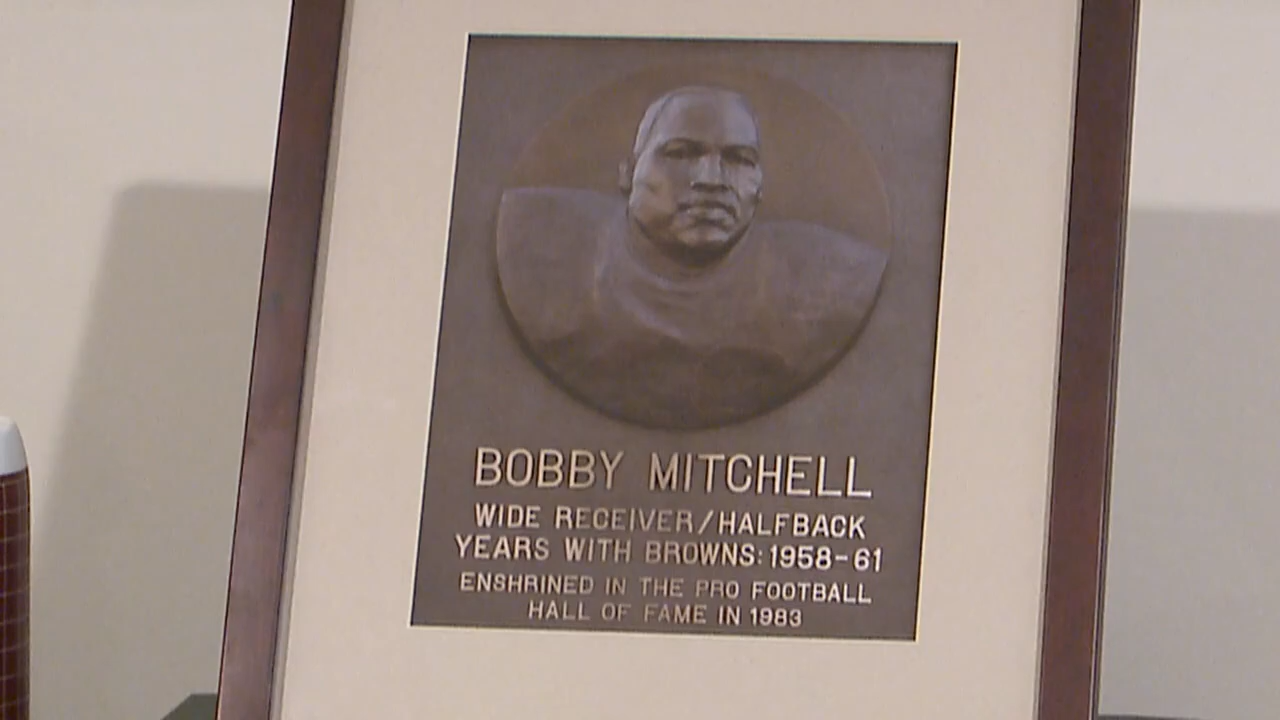 BOBBY MITCHELL
WIDE RECEIVER/HALFBACK
YEARS WITH BROWNS: 1958-61
ENSHRINED IN THE PRO FOOTBALL
HALL OF FAME IN 1983